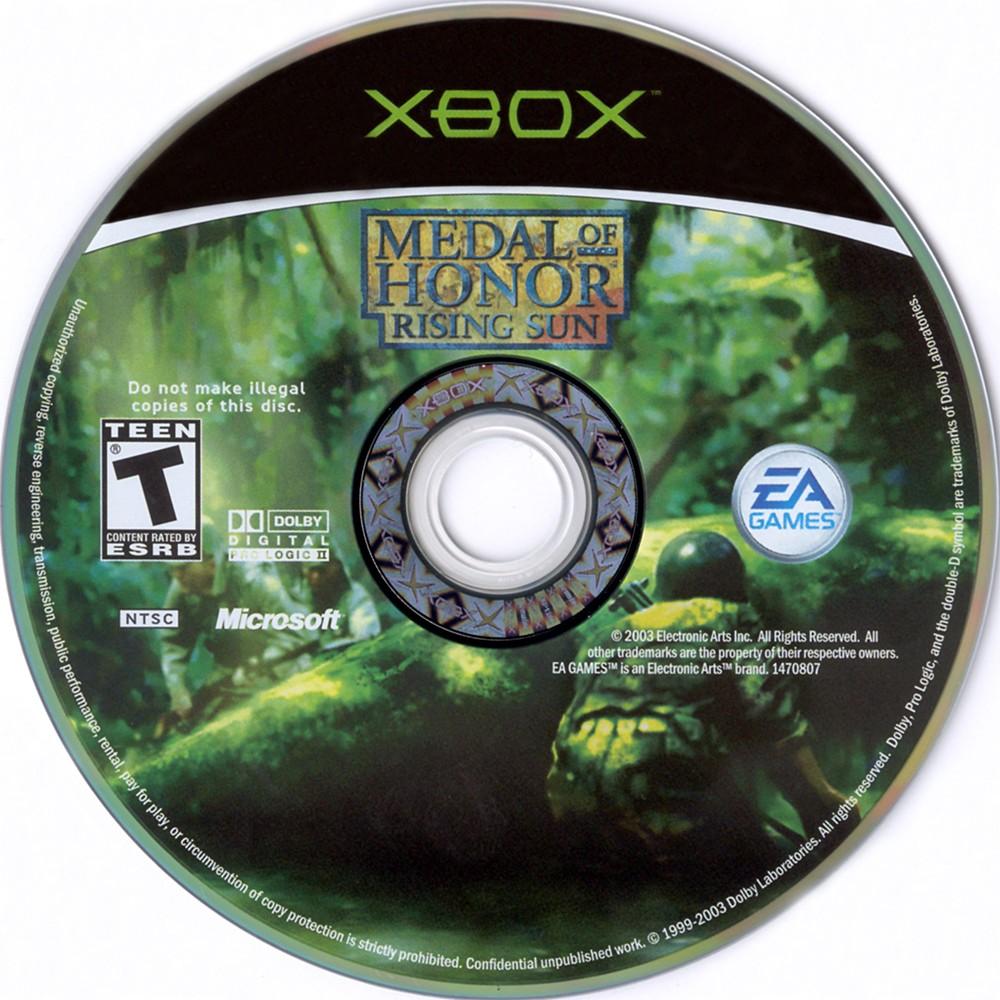 XBOX™
MEDAL OF
HONOR
RISING SUN
Do not make illegal
copies of this disc.
TEEN
T
®
CONTENT RATED BY
ESRB
DOLBY
DIGITAL
PRO LOGIC II
NTSC
Microsoft
XBOX
XBOX
EA
GAMES™
© 2003 Electronic Arts Inc. All Rights Reserved. All
other trademarks are the property of their respective owners.
EA GAMES™ is an Electronic Arts™ brand. 1470807
Unauthorized copying, reverse engineering, transmission, public performance, rental, pay for play, or circumvention of copy protection is strictly prohibited. Confidential unpublished work. © 1999-2003 Dolby Laboratories. All rights reserved. Dolby, Pro Logic, and the double-D symbol are trademarks of Dolby Laboratories.